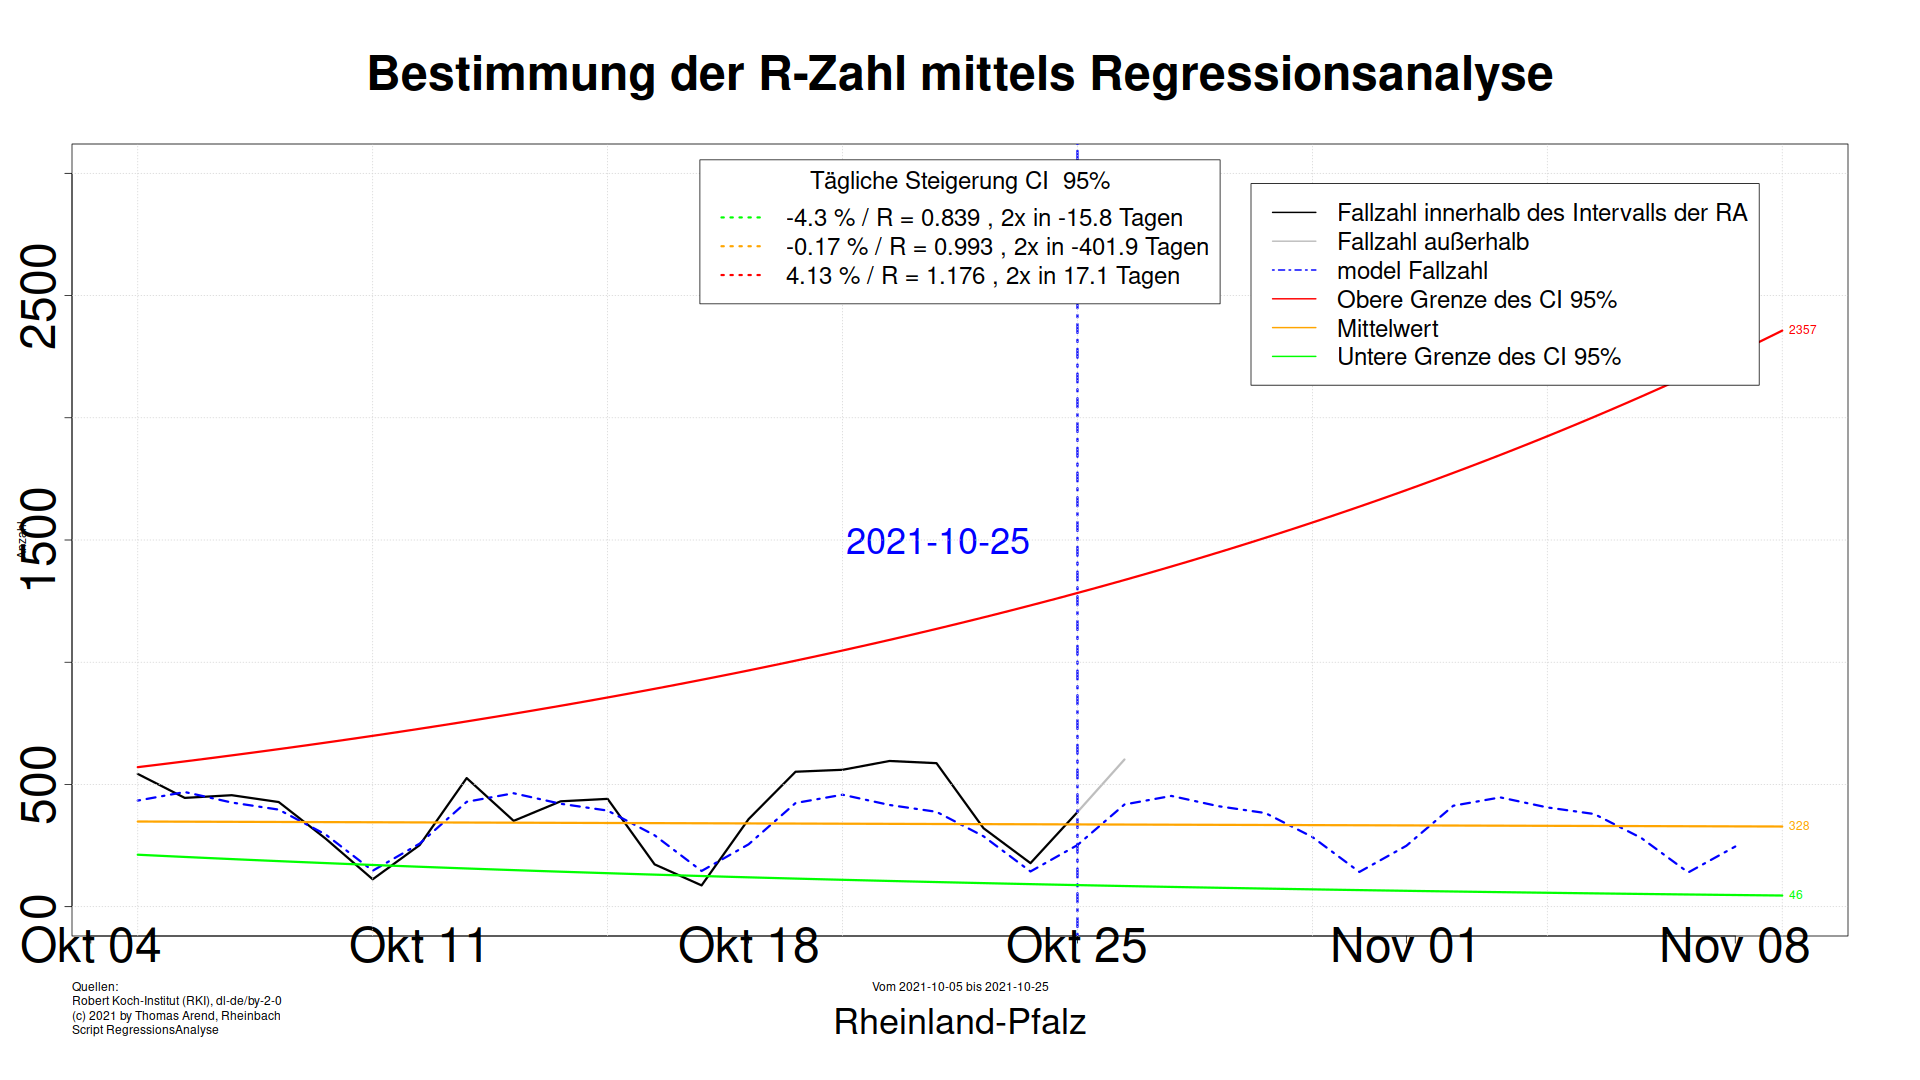 Bestimmung der R-Zahl mittels Regressionsanalyse
Tägliche Steigerung CI  95%
-4.3 % / R = 0.839 , 2x in -15.8 Tagen
-0.17 % / R = 0.993 , 2x in -401.9 Tagen
4.13 % / R = 1.176 , 2x in 17.1 Tagen
Fallzahl innerhalb des Intervalls der RA
Fallzahl außerhalb
model Fallzahl
Obere Grenze des CI 95%
Mittelwert
Untere Grenze des CI 95%
2500
1500
500
0
Anzahl
2357
2021-10-25
328
46
Okt 04
Okt 11
Okt 18
Okt 25
Nov 01
Nov 08
Quellen:
Robert Koch-Institut (RKI), dl-de/by-2-0
(c) 2021 by Thomas Arend, Rheinbach
Script RegressionsAnalyse
Vom 2021-10-05 bis 2021-10-25
Rheinland-Pfalz